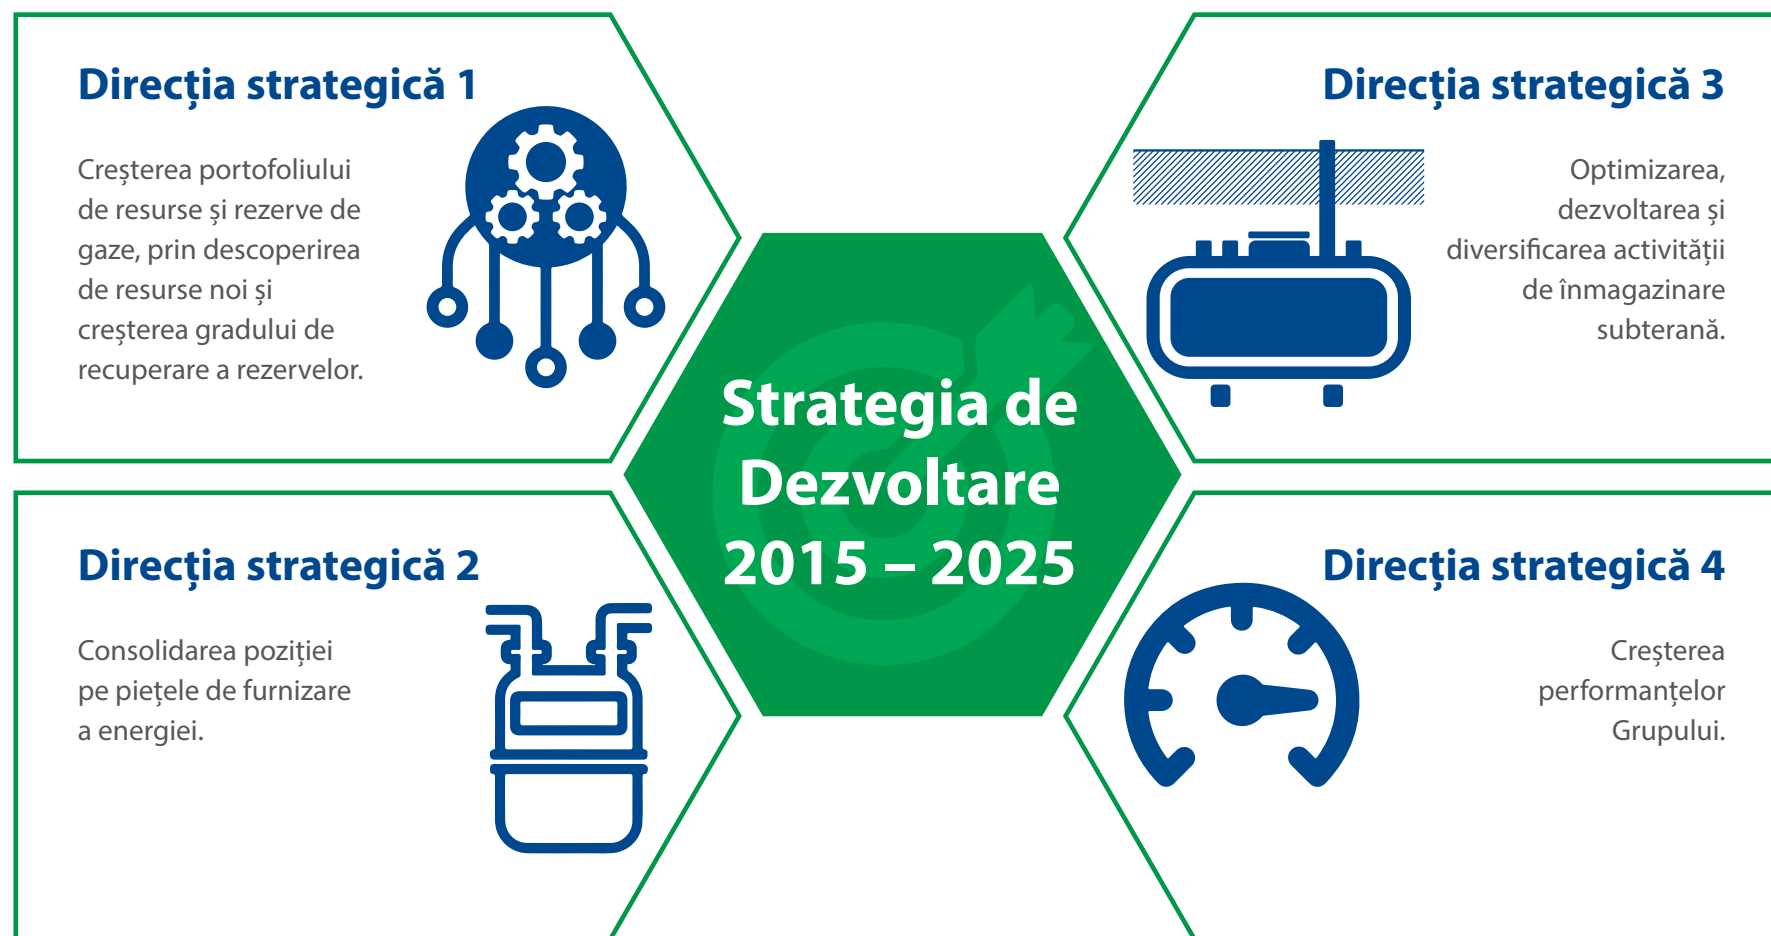 Direcția strategică 1
Creșterea portofoliului
de resurse și rezerve de
gaze, prin descoperirea
de resurse noi și
creșterea gradului de
recuperare a rezervelor.
Direcția strategică 2
Consolidarea poziției
pe piețele de furnizare
a energiei.
Strategia de
Dezvoltare
2015 – 2025
Direcția strategică 3
Optimizarea,
dezvoltarea și
diversificarea activității
de înmagazinare
subterană.
Direcția strategică 4
Creșterea
performanțelor
Grupului.